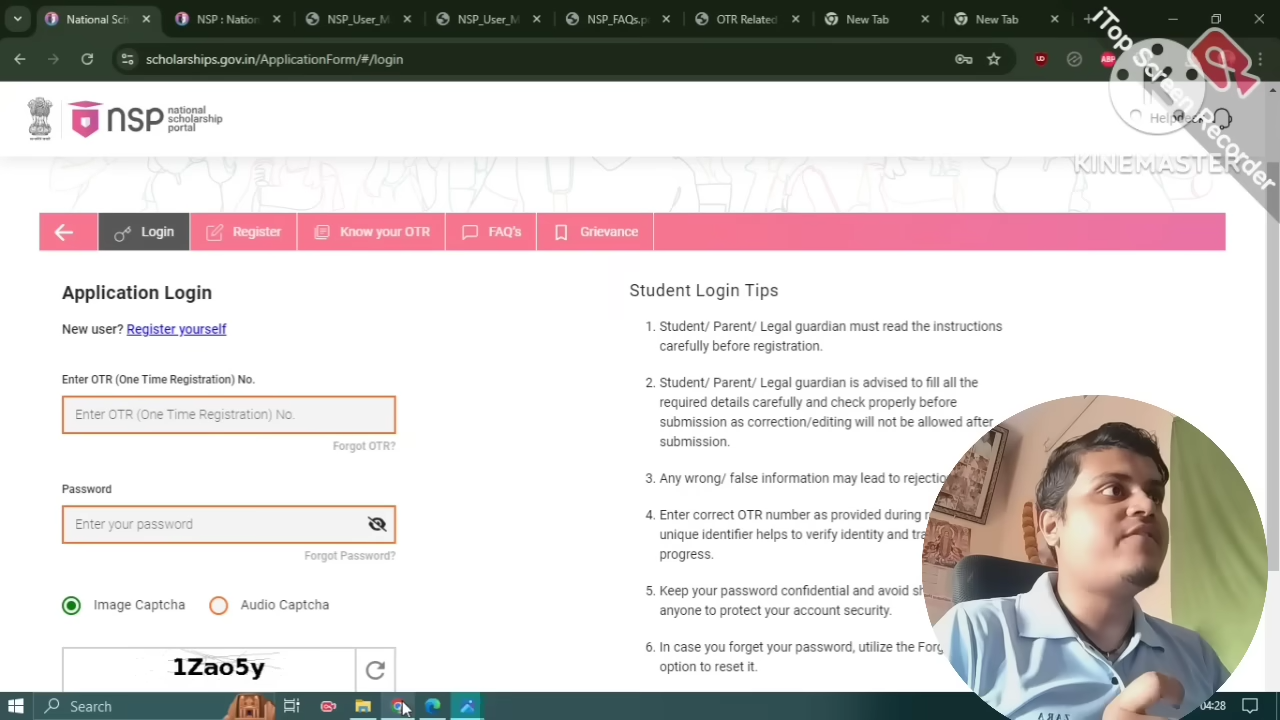 National Sch
NSP : Nation
NSP_User_M
NSP_User_M
NSP_FAQs.p
OTR Related
New Tab
New Tab
scholarships.gov.in/ApplicationForm/#/login
UD
ABP
iTop Screen Recorder
KINEMASTER
nsp national scholarship portal
Helpdesk
Login
Register
Know your OTR
FAQ's
Grievance
Application Login
New user? Register yourself
Enter OTR (One Time Registration) No.
Enter OTR (One Time Registration) No.
Forgot OTR?
Password
Enter your password
Forgot Password?
Image Captcha
Audio Captcha
1Zao5y
Student Login Tips
1. Student/ Parent/ Legal guardian must read the instructions
carefully before registration.
2. Student/ Parent/ Legal guardian is advised to fill all the
required details carefully and check properly before
submission as correction/editing will not be allowed after
submission.
3. Any wrong/ false information may lead to rejectio
4. Enter correct OTR number as provided during r
unique identifier helps to verify identity and tra
progress.
5. Keep your password confidential and avoid sh
anyone to protect your account security.
6. In case you forget your password, utilize the Forg
option to reset it.
Search
04:28
ZARA